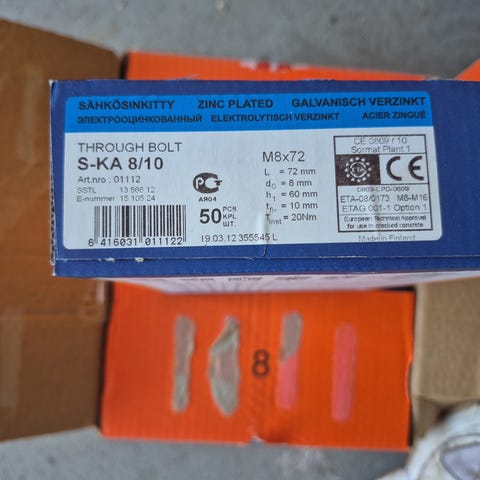 SÄHKÖSINKITTY ZINC PLATED GALVANISCH VERZINKT
ЭЛЕКТРООЦИНКОВАННЫЙ ELEKTROLYTISCH VERZINKT ACIER ZINGUÉ
THROUGH BOLT
S-KA 8/10
Art.nro : 01112
SSTL 13 566 12
E-nummer 15 105 24
6 416031 011122
АЯ04
50 PCS
KPL
ШТ.
19.03.12 355545 L
M8x72
L = 72 mm
d₀ = 8 mm
h₁ = 60 mm
tfix = 10 mm
Tinst = 20Nm
CE 0809 / 10
Sormat Plant 1
ETA CE
0809-CPD-0609
ETA-08/0173 M8-M16
ETAG 001-1 Option 1
European Technical Approval
for use in cracked concrete
Made in Finland
8